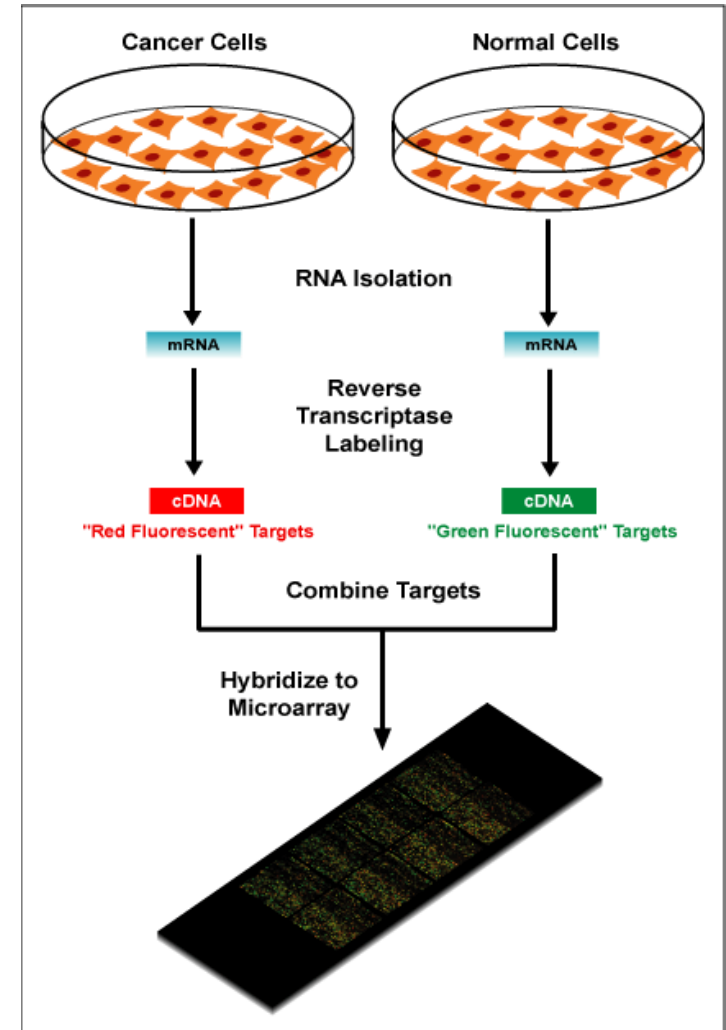 Cancer Cells
Normal Cells
RNA Isolation
mRNA
mRNA
Reverse
Transcriptase
Labeling
cDNA
cDNA
"Red Fluorescent" Targets
"Green Fluorescent" Targets
Combine Targets
Hybridize to
Microarray